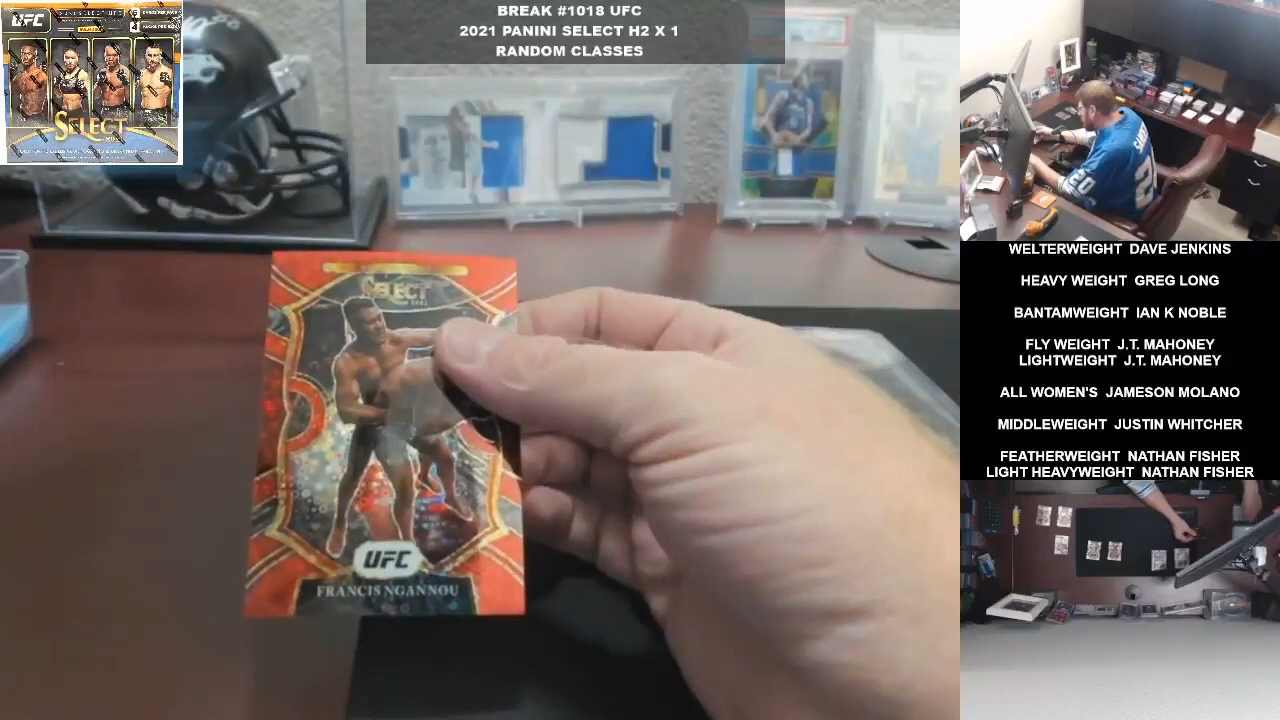 BREAK #1018 UFC
2021 PANINI SELECT H2 X 1
RANDOM CLASSES
UFC
SELECT
SELECT
UFC
FRANCIS NGANNOU
20
WELTERWEIGHT DAVE JENKINS
HEAVY WEIGHT GREG LONG
BANTAMWEIGHT IAN K NOBLE
FLY WEIGHT J.T. MAHONEY
LIGHTWEIGHT J.T. MAHONEY
ALL WOMEN'S JAMESON MOLANO
MIDDLEWEIGHT JUSTIN WHITCHER
FEATHERWEIGHT NATHAN FISHER
LIGHT HEAVYWEIGHT NATHAN FISHER